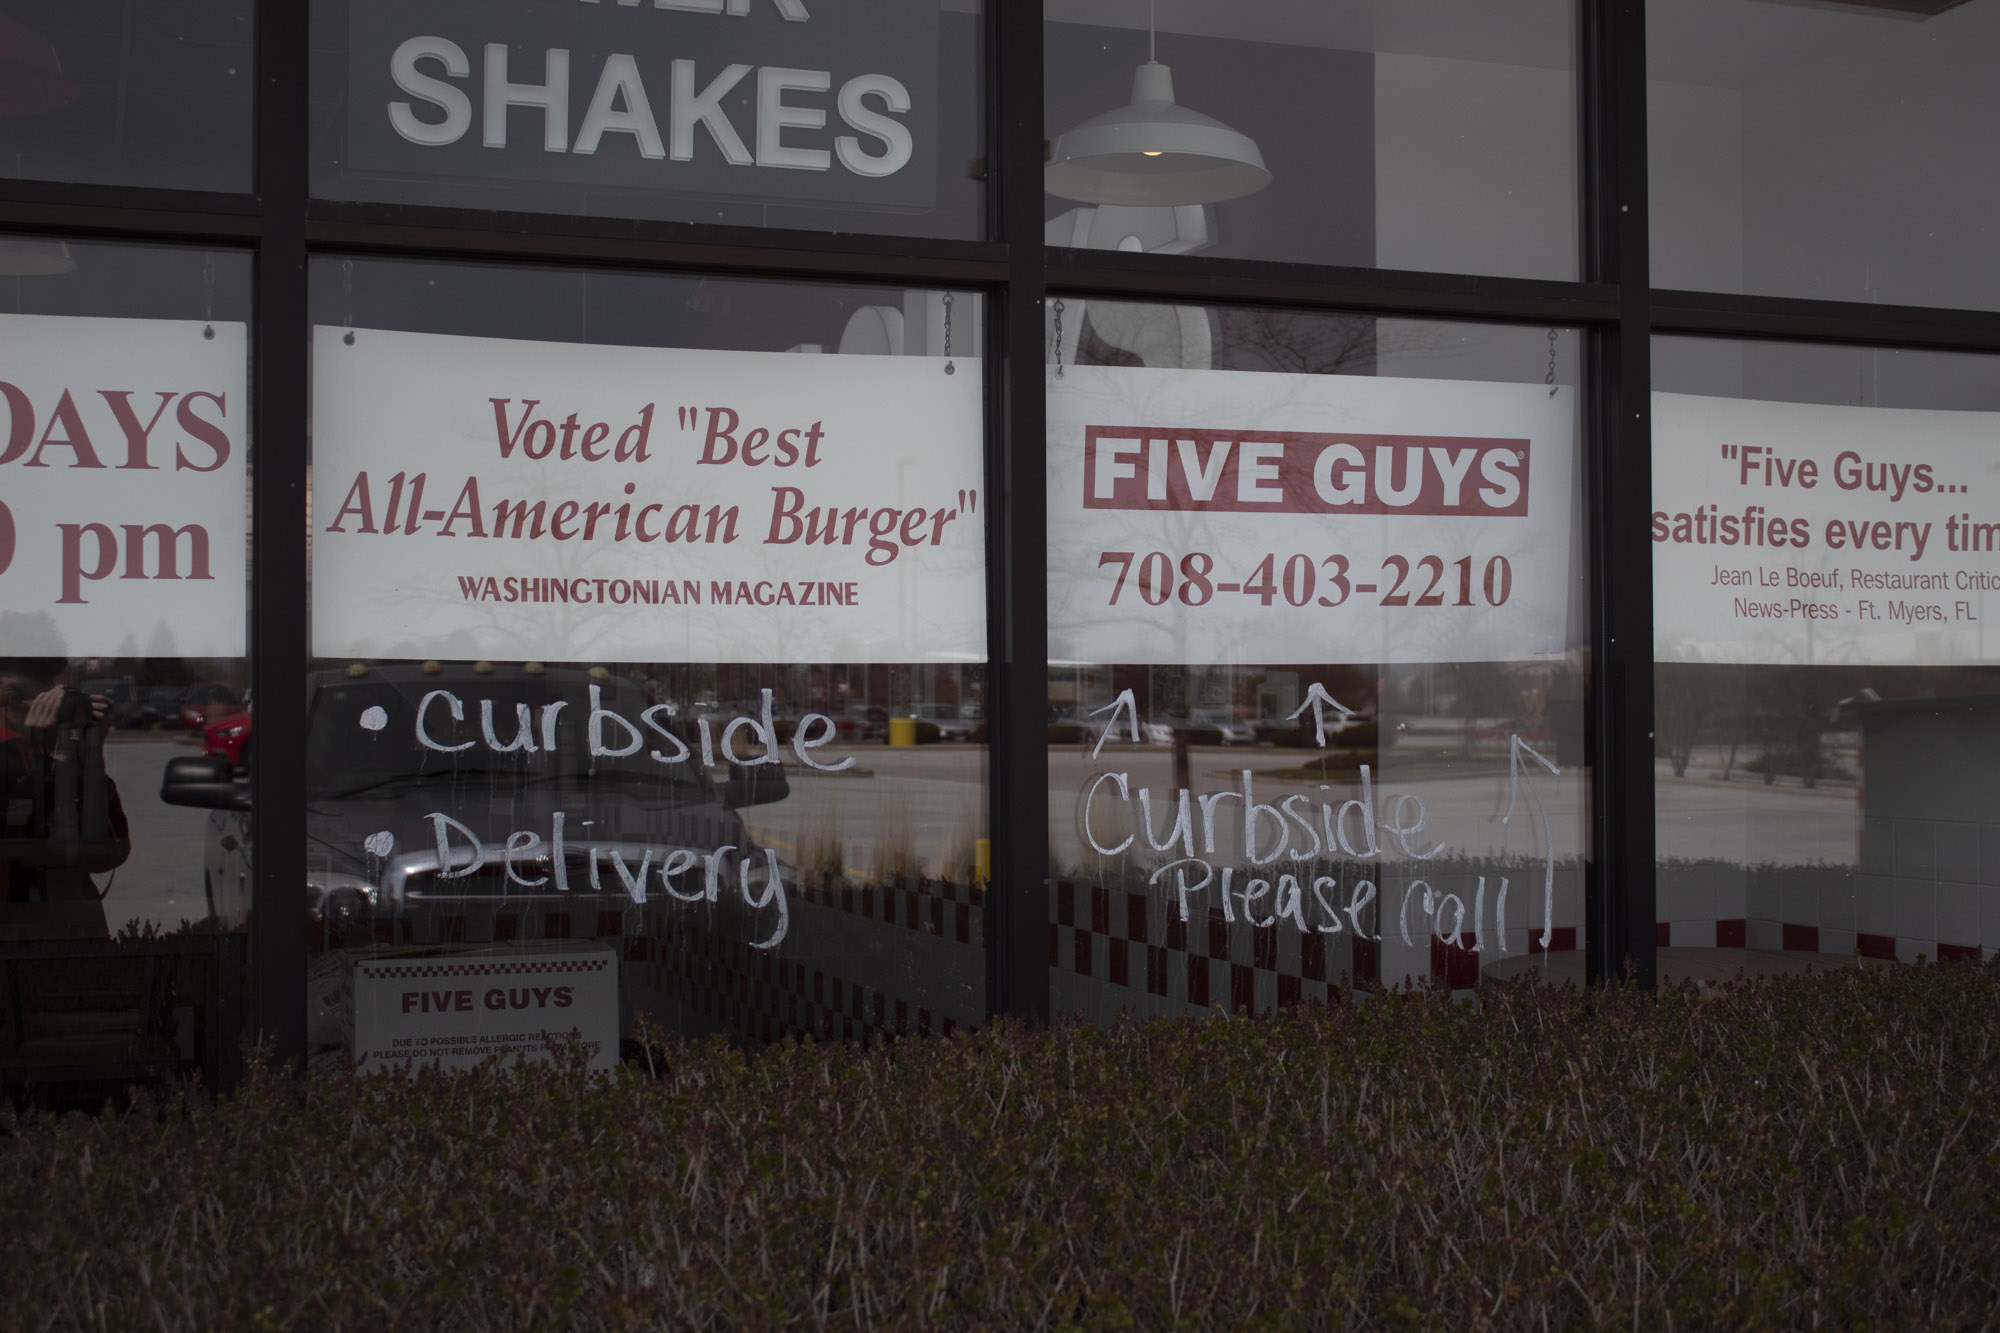 SHAKES
DAYS
pm
Voted "Best
All-American Burger"
WASHINGTONIAN MAGAZINE
FIVE GUYS®
708-403-2210
"Five Guys...
satisfies every tim
Jean Le Boeuf, Restaurant Critic
News-Press - Ft. Myers, FL
• Curbside
• Delivery
Curbside
Please Call
FIVE GUYS
DUE TO POSSIBLE ALLERGIC REACTIONS
PLEASE DO NOT REMOVE PEANUTS FROM STORE